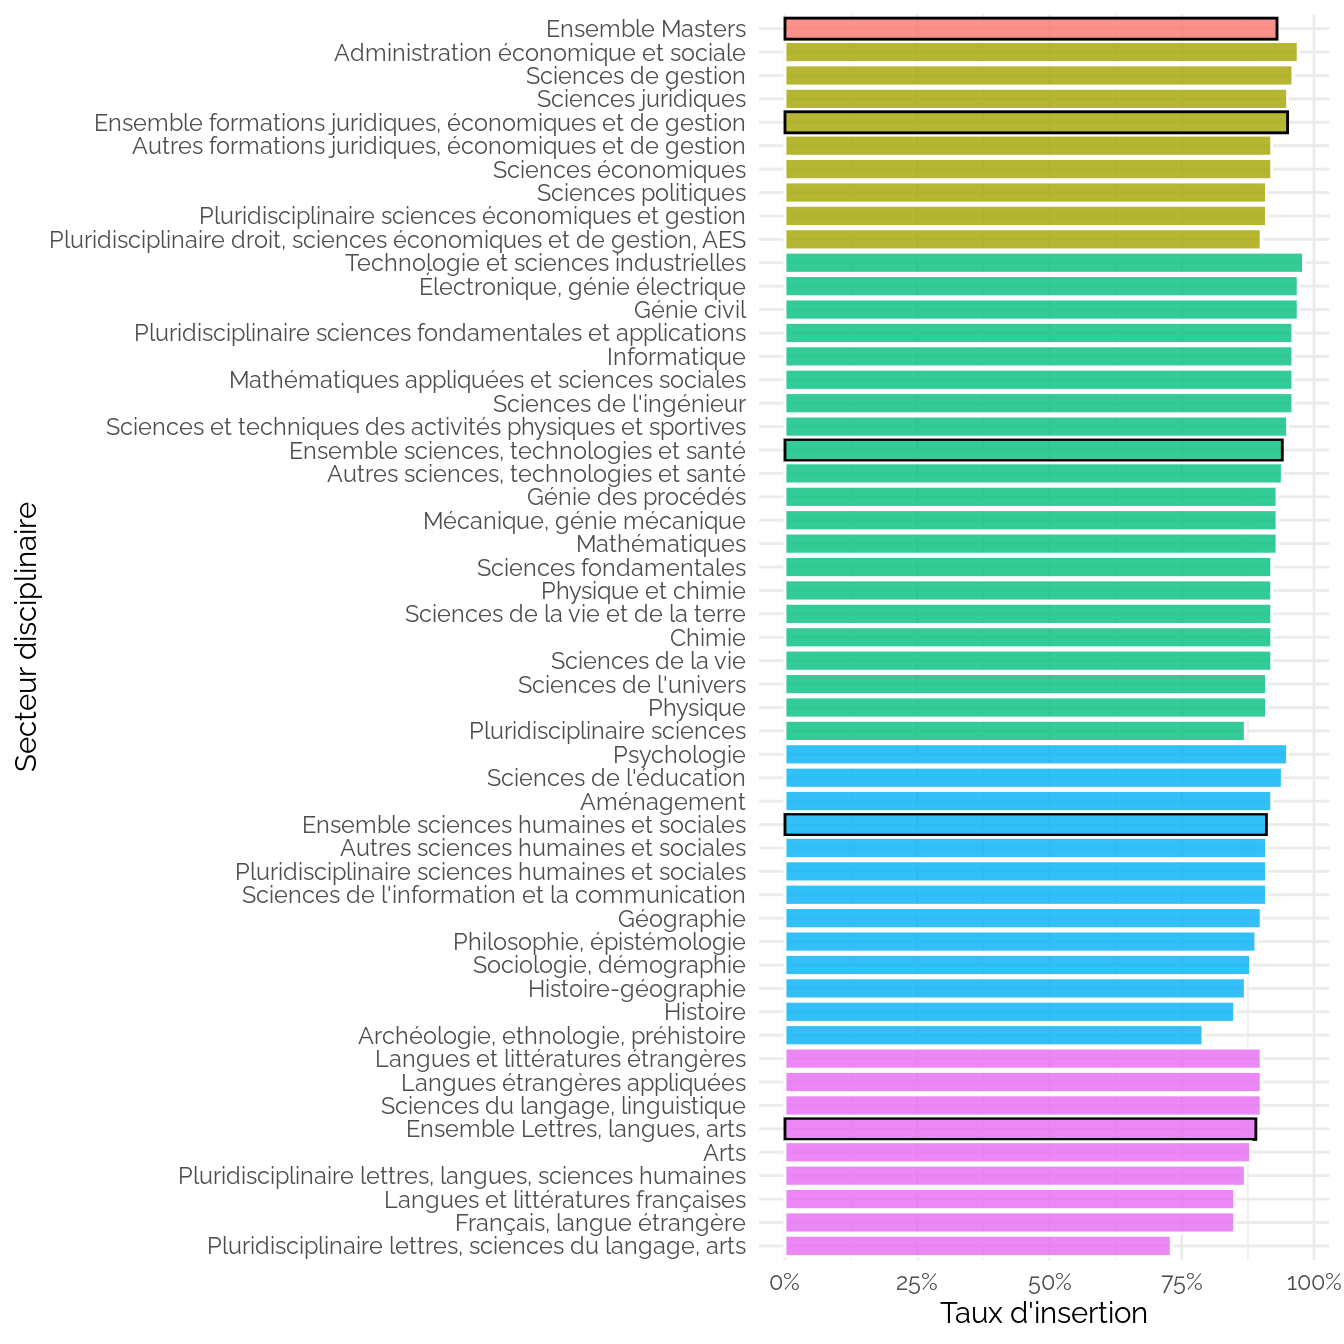 Ensemble Masters
Administration économique et sociale
Sciences de gestion
Sciences juridiques
Ensemble formations juridiques, économiques et de gestion
Autres formations juridiques, économiques et de gestion
Sciences économiques
Sciences politiques
Pluridisciplinaire sciences économiques et gestion
Pluridisciplinaire droit, sciences économiques et de gestion, AES
Technologie et sciences industrielles
Électronique, génie électrique
Génie civil
Pluridisciplinaire sciences fondamentales et applications
Informatique
Mathématiques appliquées et sciences sociales
Sciences de l'ingénieur
Sciences et techniques des activités physiques et sportives
Ensemble sciences, technologies et santé
Autres sciences, technologies et santé
Génie des procédés
Mécanique, génie mécanique
Mathématiques
Sciences fondamentales
Physique et chimie
Sciences de la vie et de la terre
Chimie
Sciences de la vie
Sciences de l'univers
Physique
Pluridisciplinaire sciences
Psychologie
Sciences de l'éducation
Aménagement
Ensemble sciences humaines et sociales
Autres sciences humaines et sociales
Pluridisciplinaire sciences humaines et sociales
Sciences de l'information et la communication
Géographie
Philosophie, épistémologie
Sociologie, démographie
Histoire-géographie
Histoire
Archéologie, ethnologie, préhistoire
Langues et littératures étrangères
Langues étrangères appliquées
Sciences du langage, linguistique
Ensemble Lettres, langues, arts
Arts
Pluridisciplinaire lettres, langues, sciences humaines
Langues et littératures françaises
Français, langue étrangère
Pluridisciplinaire lettres, sciences du langage, arts
Secteur disciplinaire
0% 25% 50% 75% 100%
Taux d'insertion